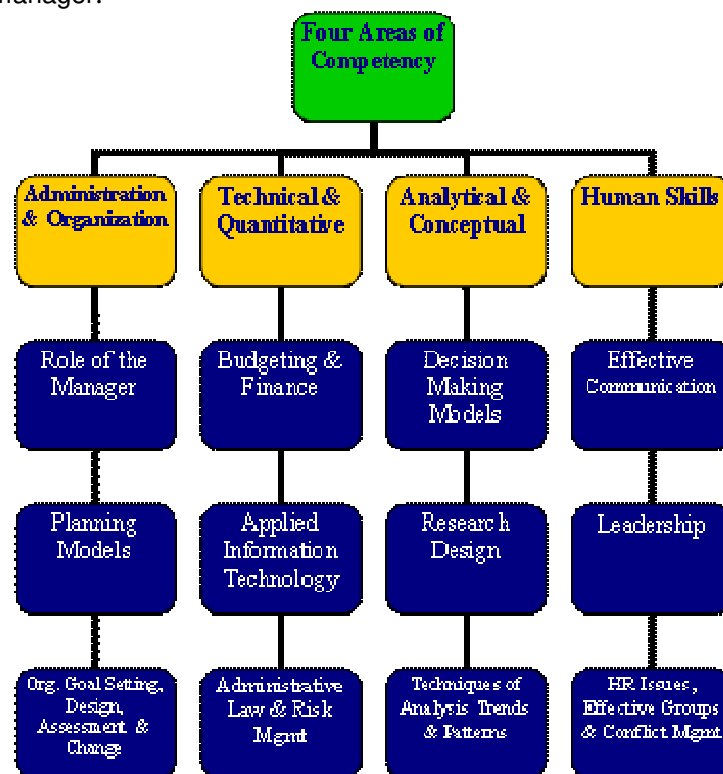 manager.
Four Areas of
Competency
Administration
& Organization
Technical &
Quantitative
Analytical &
Conceptual
Human Skills
Role of the
Manager
Budgeting &
Finance
Decision
Making
Models
Effective
Communication
Planning
Models
Applied
Information
Technology
Research
Design
Leadership
Org. Goal Setting,
Design,
Assessment &
Change
Administrative
Law & Risk
Mgmt
Techniques of
Analysis Trends
& Patterns
HR Issues,
Effective Groups
& Conflict Mgmt